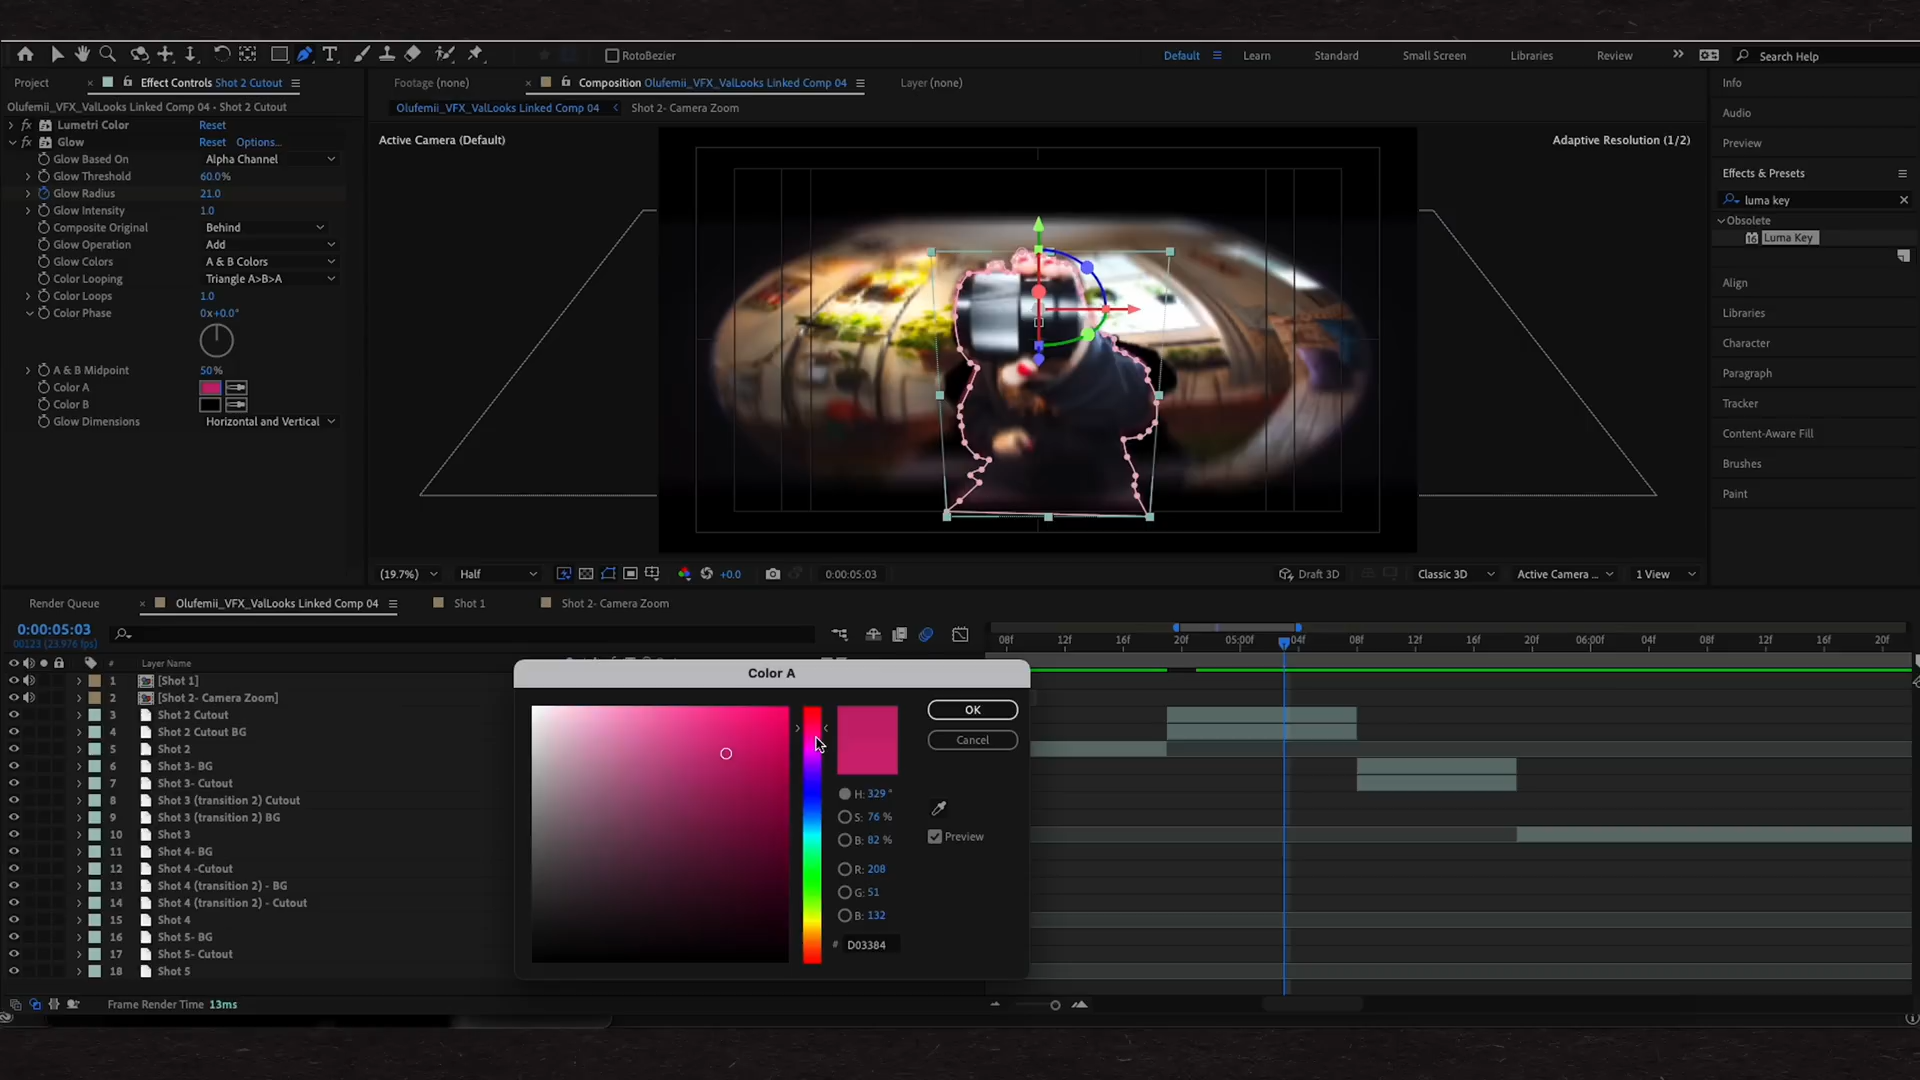 RotoBezier
Default
Learn
Standard
Small Screen
Libraries
Review
Search Help
Project
Effect Controls Shot 2 Cutout
Footage (none)
Composition Olufemii_VFX_ValLooks Linked Comp 04
Layer (none)
Info
Olufemii_VFX_ValLooks Linked Comp 04 - Shot 2 Cutout
Olufemii_VFX_ValLooks Linked Comp 04
Shot 2- Camera Zoom
Audio
Lumetri Color Reset
Glow Reset Options...
Glow Based On Alpha Channel
Glow Threshold 60.0%
Glow Radius 21.0
Glow Intensity 1.0
Composite Original Behind
Glow Operation Add
Glow Colors A & B Colors
Color Looping Triangle A>B>A
Color Loops 1.0
Color Phase 0x+0.0°
A & B Midpoint 50%
Color A
Color B
Glow Dimensions Horizontal and Vertical
Active Camera (Default)
Adaptive Resolution (1/2)
Preview
Effects & Presets
luma key
Obsolete
16 Luma Key
Align
Libraries
Character
Paragraph
Tracker
Content-Aware Fill
Brushes
Paint
(19.7%)
Half
+0.0
0:00:05:03
Draft 3D
Classic 3D
Active Camera ...
1 View
Render Queue
Olufemii_VFX_ValLooks Linked Comp 04
Shot 1
Shot 2- Camera Zoom
0:00:05:03
00123 (23.976 fps)
08f 12f 16f 20f 05:00f 04f 08f 12f 16f 20f 06:00f 04f 08f 12f 16f 20f
# Layer Name
1 [Shot 1]
2 [Shot 2- Camera Zoom]
3 Shot 2 Cutout
4 Shot 2 Cutout BG
5 Shot 2
6 Shot 3- BG
7 Shot 3- Cutout
8 Shot 3 (transition 2) Cutout
9 Shot 3 (transition 2) BG
10 Shot 3
11 Shot 4- BG
12 Shot 4 -Cutout
13 Shot 4 (transition 2) - BG
14 Shot 4 (transition 2) - Cutout
15 Shot 4
16 Shot 5- BG
17 Shot 5- Cutout
18 Shot 5
Frame Render Time 13ms
Color A
OK
Cancel
H: 329 °
S: 76 %
B: 82 %
Preview
R: 208
G: 51
B: 132
# D03384